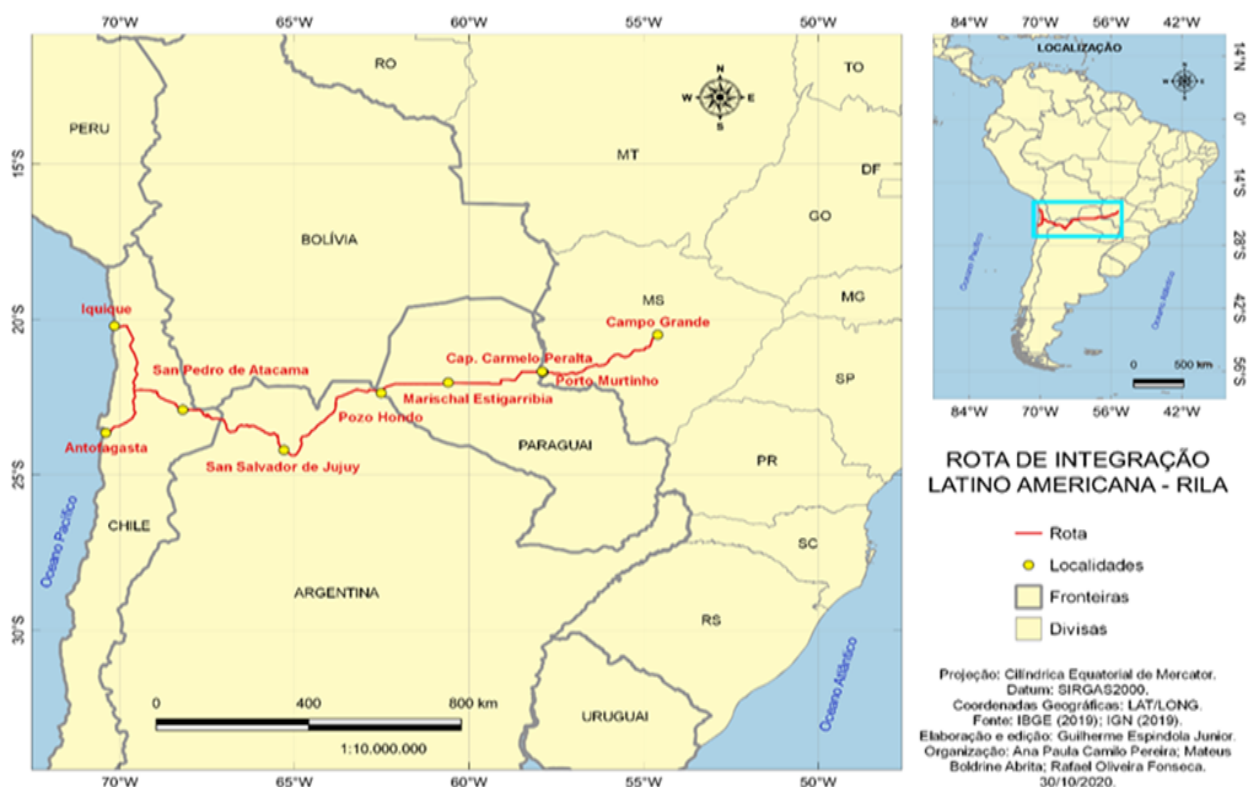 70°W 65°W 60°W 55°W 50°W
15°S
20°S
25°S
30°S
PERU
RO
TO
N
W E
S
MT
DF
BOLÍVIA
GO
MS
MG
Iquique
Campo Grande
San Pedro de Atacama
Cap. Carmelo Peralta
Porto Murtinho
SP
Marischal Estigarribia
Pozo Hondo
Antofagasta
San Salvador de Jujuy
PARAGUAI
PR
CHILE
SC
Oceano Pacífico
ARGENTINA
RS
Oceano Atlântico
0 400 800 km
1:10.000.000
URUGUAI
70°W 65°W 60°W 55°W 50°W
84°W 70°W 56°W 42°W
LOCALIZAÇÃO
N
W E
S
14°N
0°
14°S
28°S
42°S
56°S
Oceano Pacífico
Oceano Atlântico
0 500 km
84°W 70°W 56°W 42°W
ROTA DE INTEGRAÇÃO
LATINO AMERICANA - RILA
Rota
Localidades
Fronteiras
Divisas
Projeção: Cilíndrica Equatorial de Mercator.
Datum: SIRGAS2000.
Coordenadas Geográficas: LAT/LONG.
Fonte: IBGE (2019); IGN (2019).
Elaboração e edição: Guilherme Espindola Junior.
Organização: Ana Paula Camilo Pereira; Mateus
Boldrine Abrita; Rafael Oliveira Fonseca.
30/10/2020.